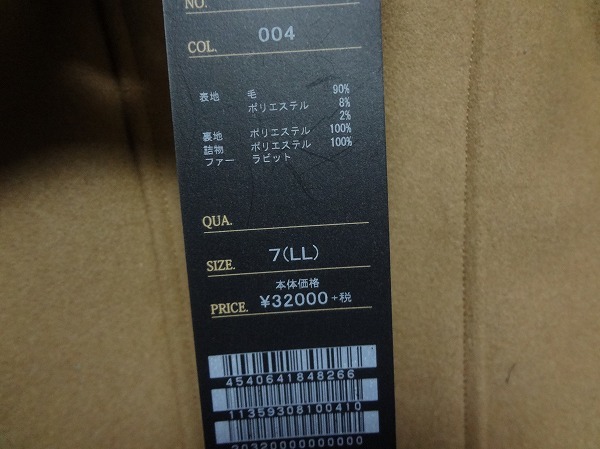 NO.
COL. 004
表地 毛 90%
ポリエステル 8%
2%
裏地 ポリエステル 100%
詰物 ポリエステル 100%
ファー ラビット
QUA.
SIZE. 7(LL)
本体価格
PRICE. ¥32000+税
4540641848266
11359308100410
20320000000000